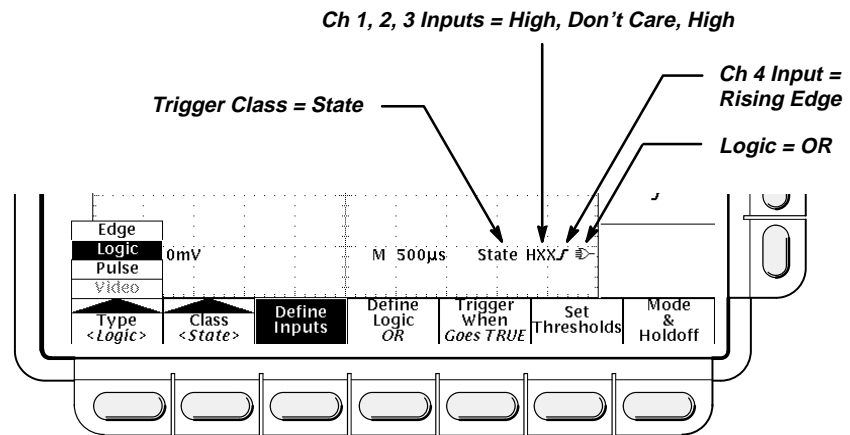 Ch 1, 2, 3 Inputs = High, Don't Care, High
Ch 4 Input =
Rising Edge
Trigger Class = State
Logic = OR
Edge
Logic
Pulse
Video
0mV
M 500µs
State HXX
Type
<Logic>
Class
<State>
Define
Inputs
Define
Logic
OR
Trigger
When
Goes TRUE
Set
Thresholds
Mode
&
Holdoff